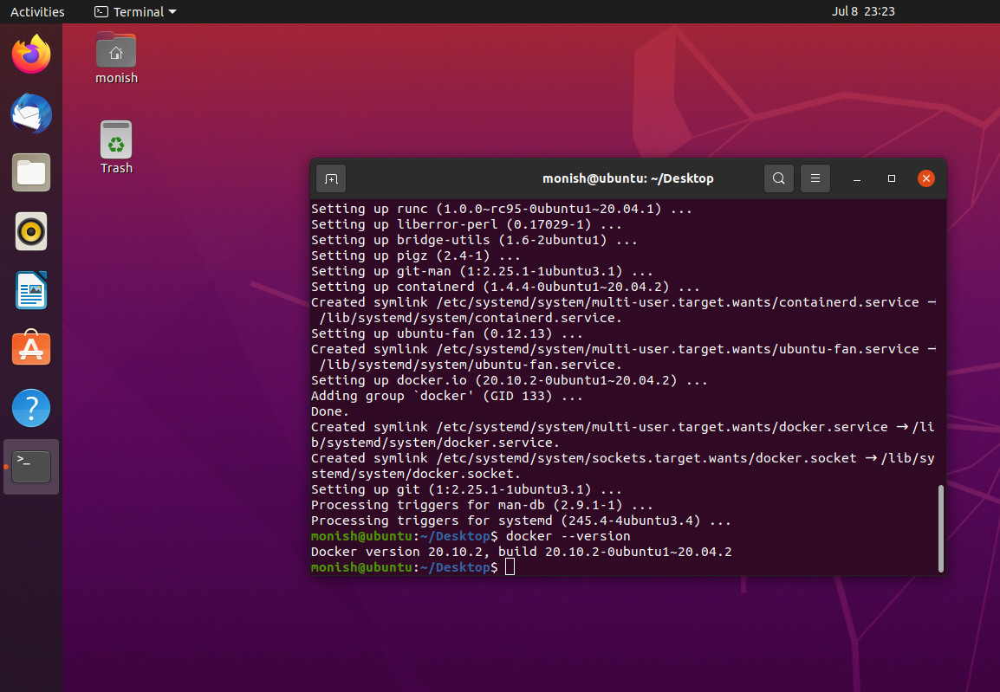 Activities
Terminal
Jul 8 23:23
monish
Trash
monish@ubuntu: ~/Desktop
Setting up runc (1.0.0~rc95-0ubuntu1~20.04.1) ...
Setting up liberror-perl (0.17029-1) ...
Setting up bridge-utils (1.6-2ubuntu1) ...
Setting up pigz (2.4-1) ...
Setting up git-man (1:2.25.1-1ubuntu3.1) ...
Setting up containerd (1.4.4-0ubuntu1~20.04.2) ...
Created symlink /etc/systemd/system/multi-user.target.wants/containerd.service →
/lib/systemd/system/containerd.service.
Setting up ubuntu-fan (0.12.13) ...
Created symlink /etc/systemd/system/multi-user.target.wants/ubuntu-fan.service →
/lib/systemd/system/ubuntu-fan.service.
Setting up docker.io (20.10.2-0ubuntu1~20.04.2) ...
Adding group `docker' (GID 133) ...
Done.
Created symlink /etc/systemd/system/multi-user.target.wants/docker.service → /li
b/systemd/system/docker.service.
Created symlink /etc/systemd/system/sockets.target.wants/docker.socket → /lib/sy
stemd/system/docker.socket.
Setting up git (1:2.25.1-1ubuntu3.1) ...
Processing triggers for man-db (2.9.1-1) ...
Processing triggers for systemd (245.4-4ubuntu3.4) ...
monish@ubuntu:~/Desktop$ docker --version
Docker version 20.10.2, build 20.10.2-0ubuntu1~20.04.2
monish@ubuntu:~/Desktop$